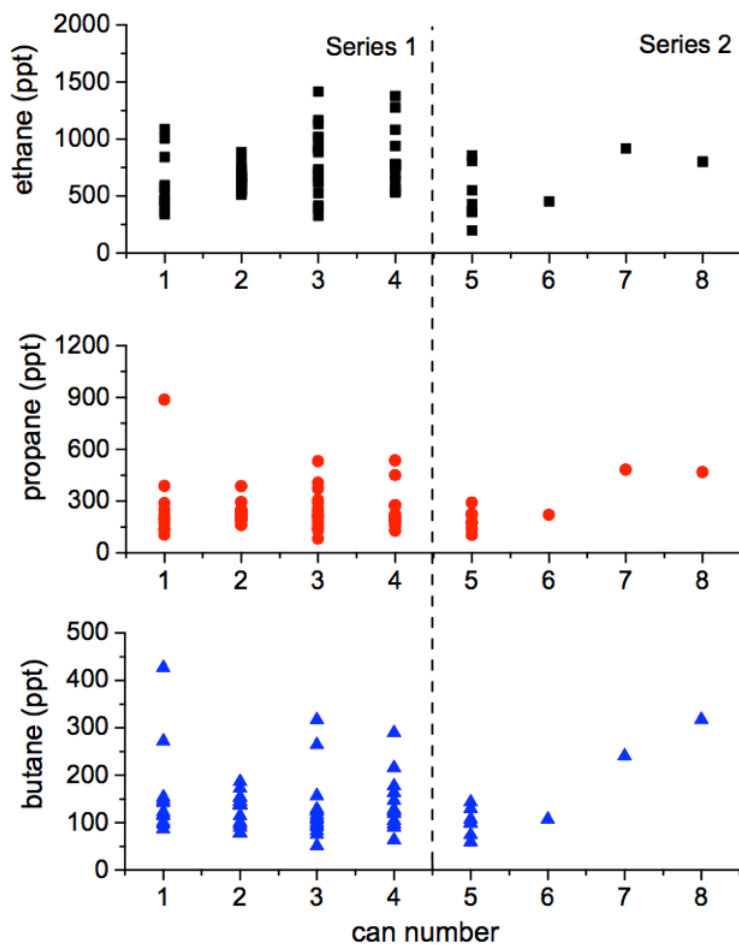 Series 1
Series 2
ethane (ppt)
2000
1500
1000
500
0
1 2 3 4 5 6 7 8
propane (ppt)
1200
900
600
300
0
1 2 3 4 5 6 7 8
butane (ppt)
500
400
300
200
100
0
1 2 3 4 5 6 7 8
can number